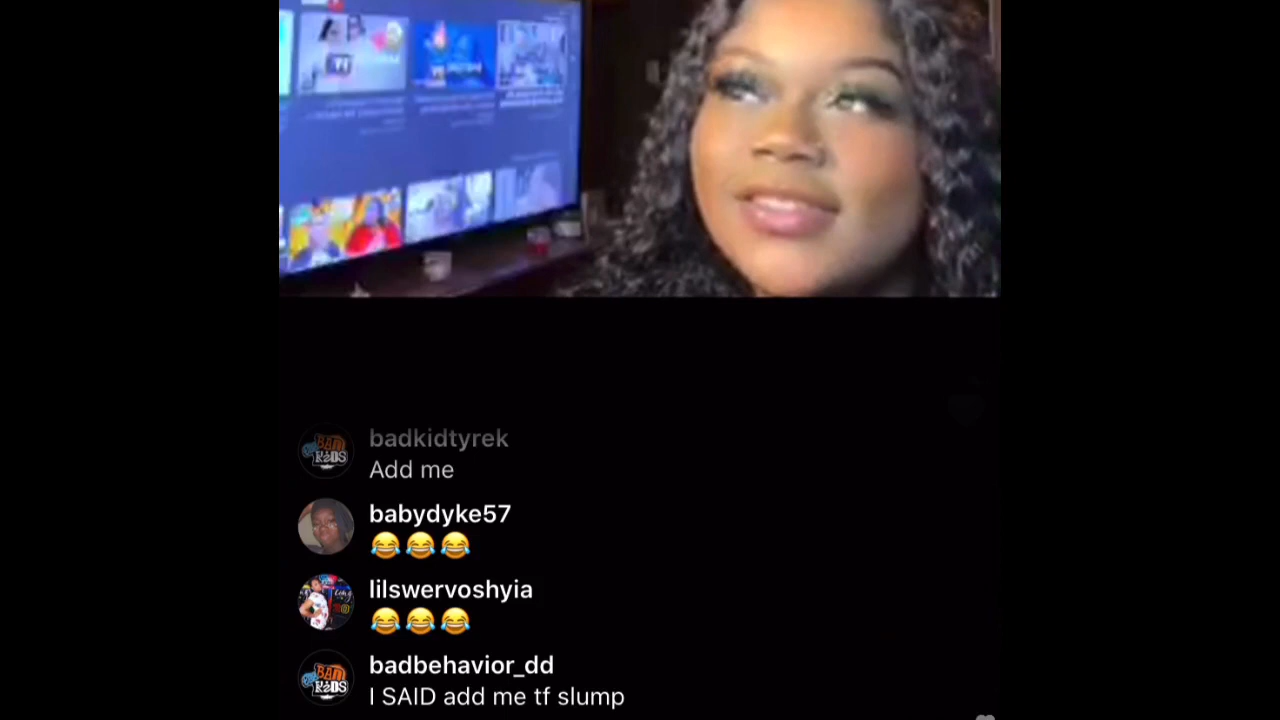 badkidtyrek
Add me
babydyke57
😂😂😂
lilswervoshyia
😂😂😂
badbehavior_dd
I SAID add me tf slump